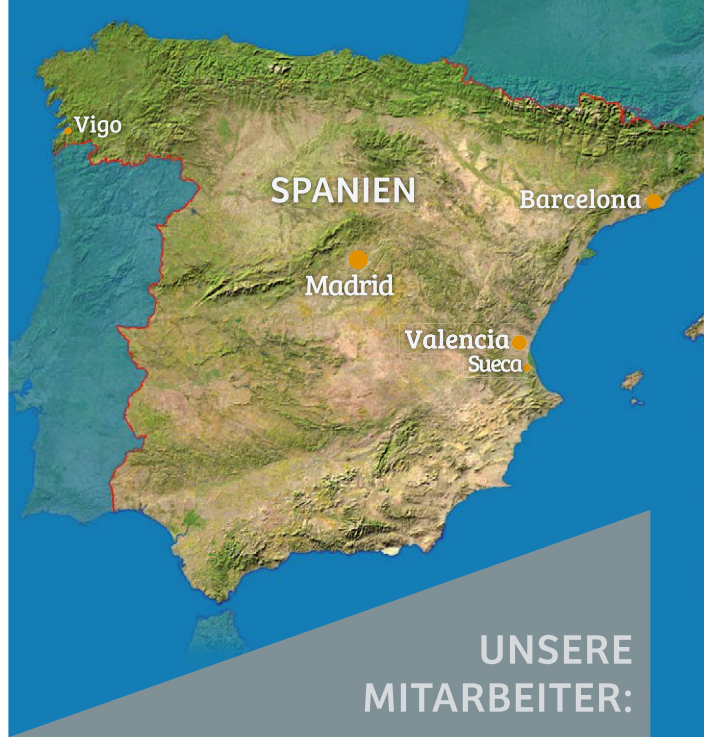 Vigo
SPANIEN
Barcelona
Madrid
Valencia
Sueca
UNSERE
MITARBEITER: